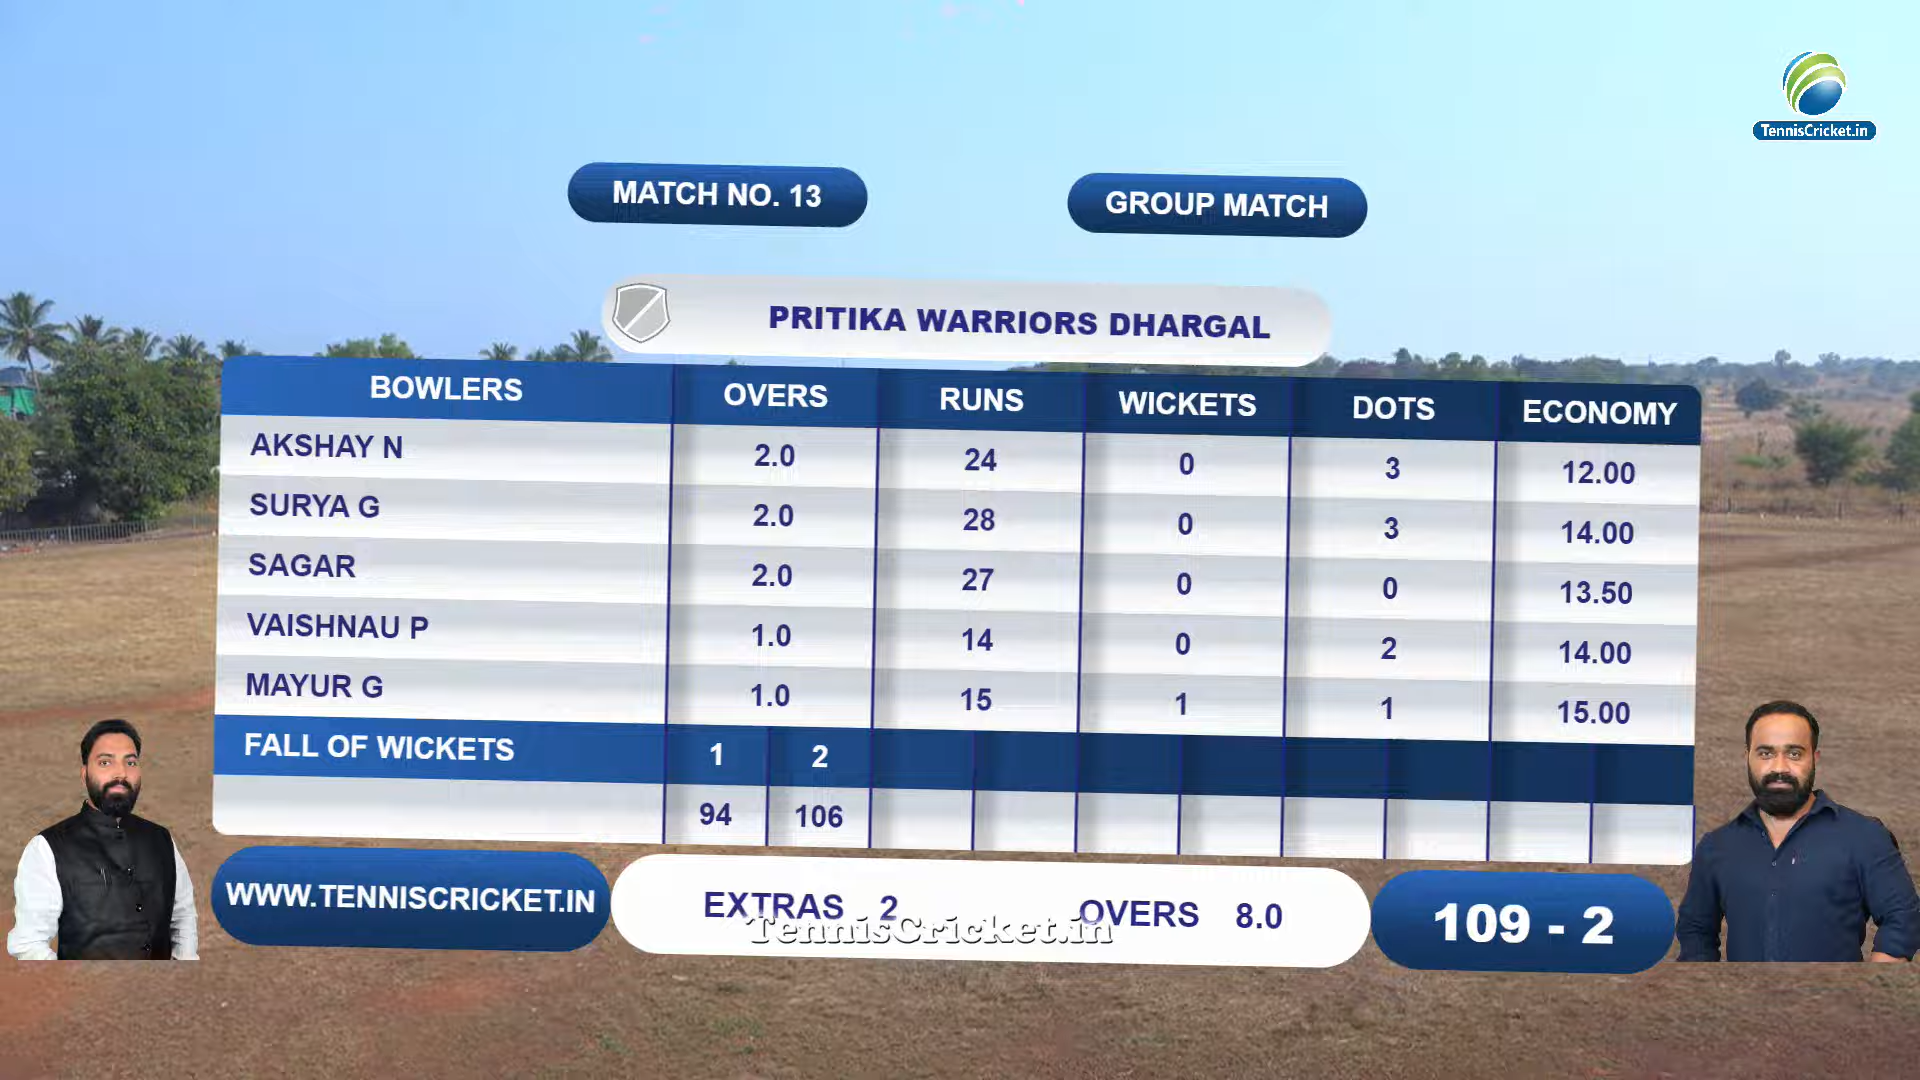 TennisCricket.in
MATCH NO. 13
GROUP MATCH
PRITIKA WARRIORS DHARGAL
BOWLERS OVERS RUNS WICKETS DOTS ECONOMY
AKSHAY N 2.0 24 0 3 12.00
SURYA G 2.0 28 0 3 14.00
SAGAR 2.0 27 0 0 13.50
VAISHNAU P 1.0 14 0 2 14.00
MAYUR G 1.0 15 1 1 15.00
FALL OF WICKETS 1 2
94 106
WWW.TENNISCRICKET.IN EXTRAS 2 OVERS 8.0 109 - 2
TennisCricket.in